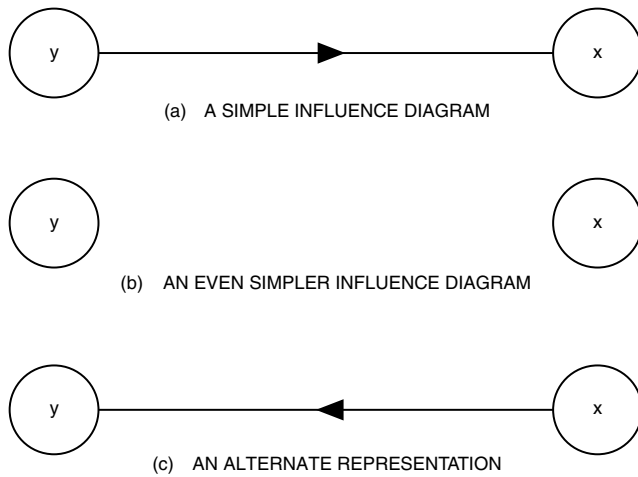 y x
(a) A SIMPLE INFLUENCE DIAGRAM
y x
(b) AN EVEN SIMPLER INFLUENCE DIAGRAM
y x
(c) AN ALTERNATE REPRESENTATION